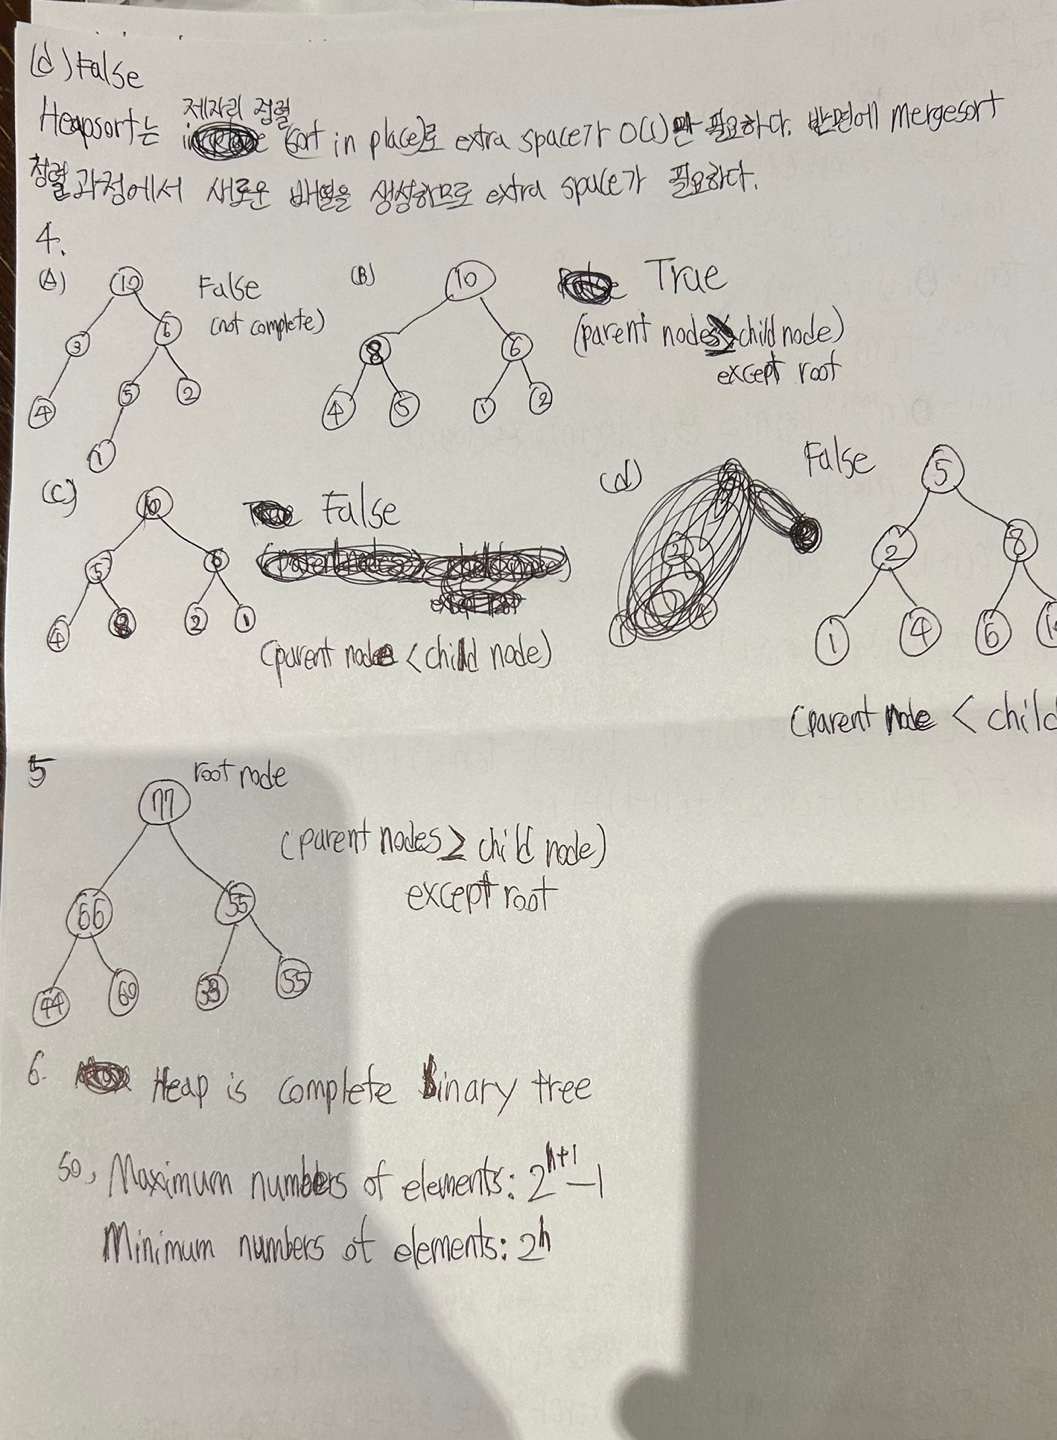 (d) False
제자리 정렬
Heapsort는 (sort in place)로 extra space가 O(1)만 필요하다. 반면에 mergesort
정렬 과정에서 새로운 배열을 생성하므로 extra space가 필요하다.
4.
(A) False (B) True
(not complete)
(parent nodes ≥ child node)
except root
10
3 6
4 5 2
1
10
8 6
4 5 1 2
(C) False
10
5 6
4 8 2 1
(parent node < child node)
(d) False
5
2 8
1 4 6
(parent node < child
5
root node
77
66 55
44 60 33 55
(parent nodes ≥ child node)
except root
6. Heap is complete binary tree
so, Maximum numbers of elements: 2^h+1 - 1
Minimum numbers of elements: 2^h